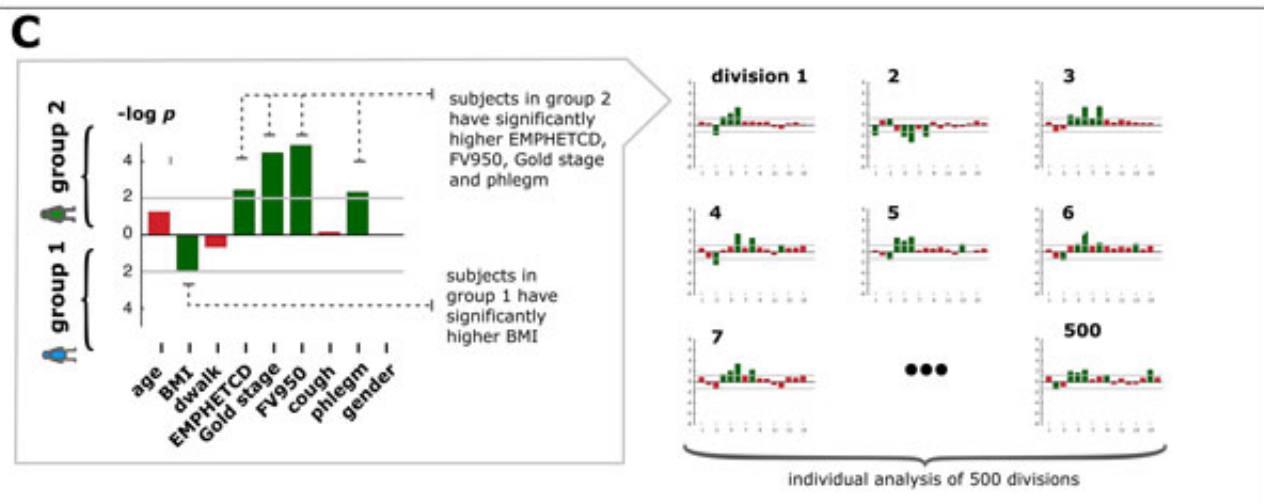 C
group 2
group 1
-log p
4
2
0
2
4
age
BMI
dwalk
EMPHETCD
Gold stage
FV950
cough
phlegm
gender
subjects in group 2
have significantly
higher EMPHETCD,
FV950, Gold stage
and phlegm
subjects in
group 1 have
significantly
higher BMI
division 1
2
3
4
5
6
7
500
individual analysis of 500 divisions